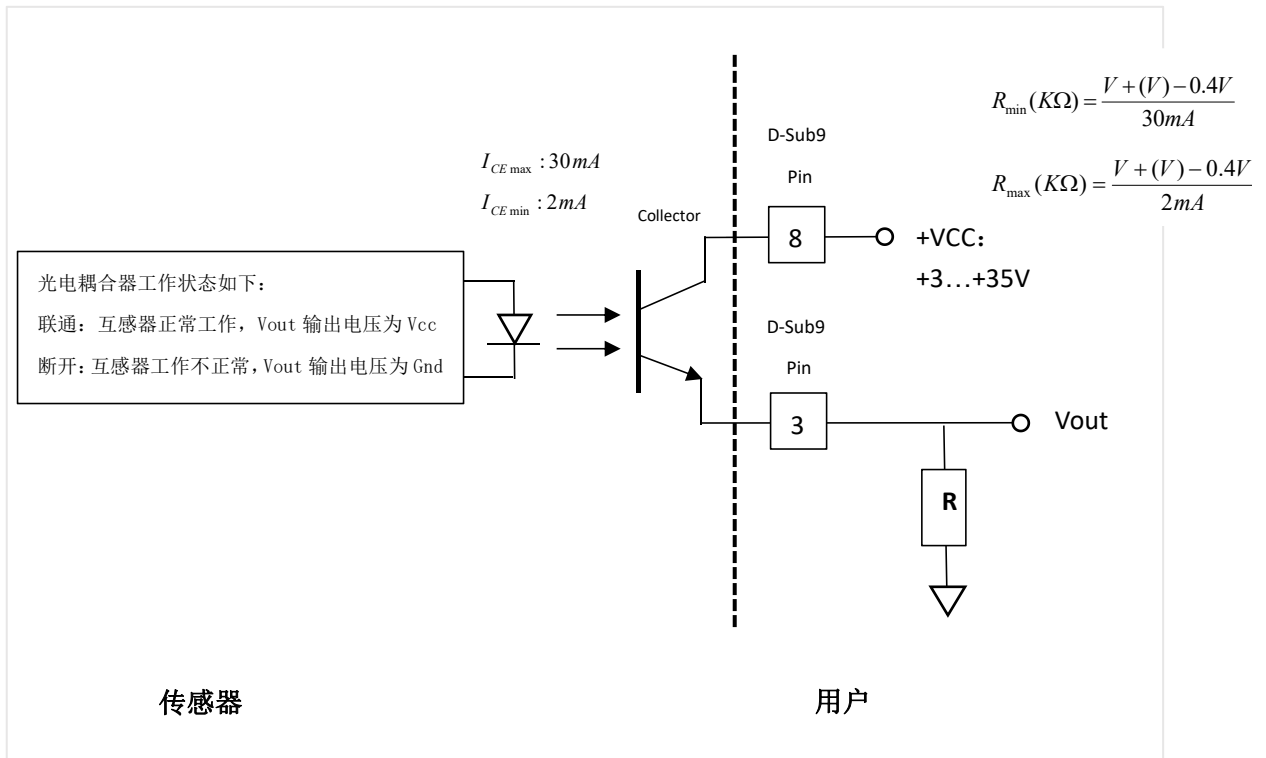 R_min(KΩ) = (V+(V)−0.4V) / 30mA
R_max(KΩ) = (V+(V)−0.4V) / 2mA
I_CE max : 30mA
I_CE min : 2mA
D-Sub9
Pin
Collector
8
+VCC:
+3…+35V
光电耦合器工作状态如下:
联通: 互感器正常工作, Vout 输出电压为 Vcc
断开: 互感器工作不正常, Vout 输出电压为 Gnd
D-Sub9
Pin
3
Vout
R
传感器
用户